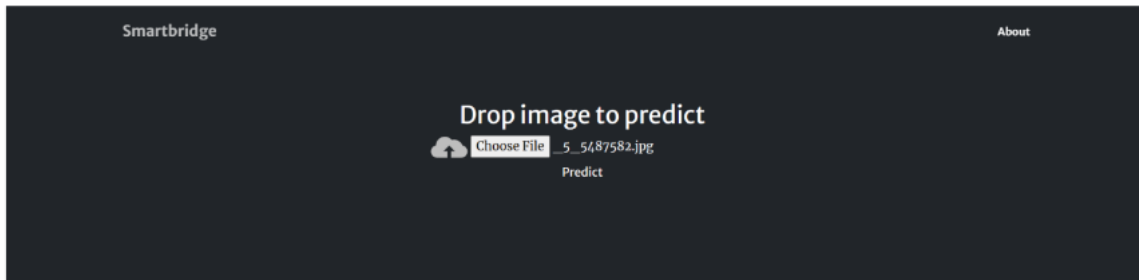 Smartbridge About
Drop image to predict
Choose File _5_5487582.jpg
Predict